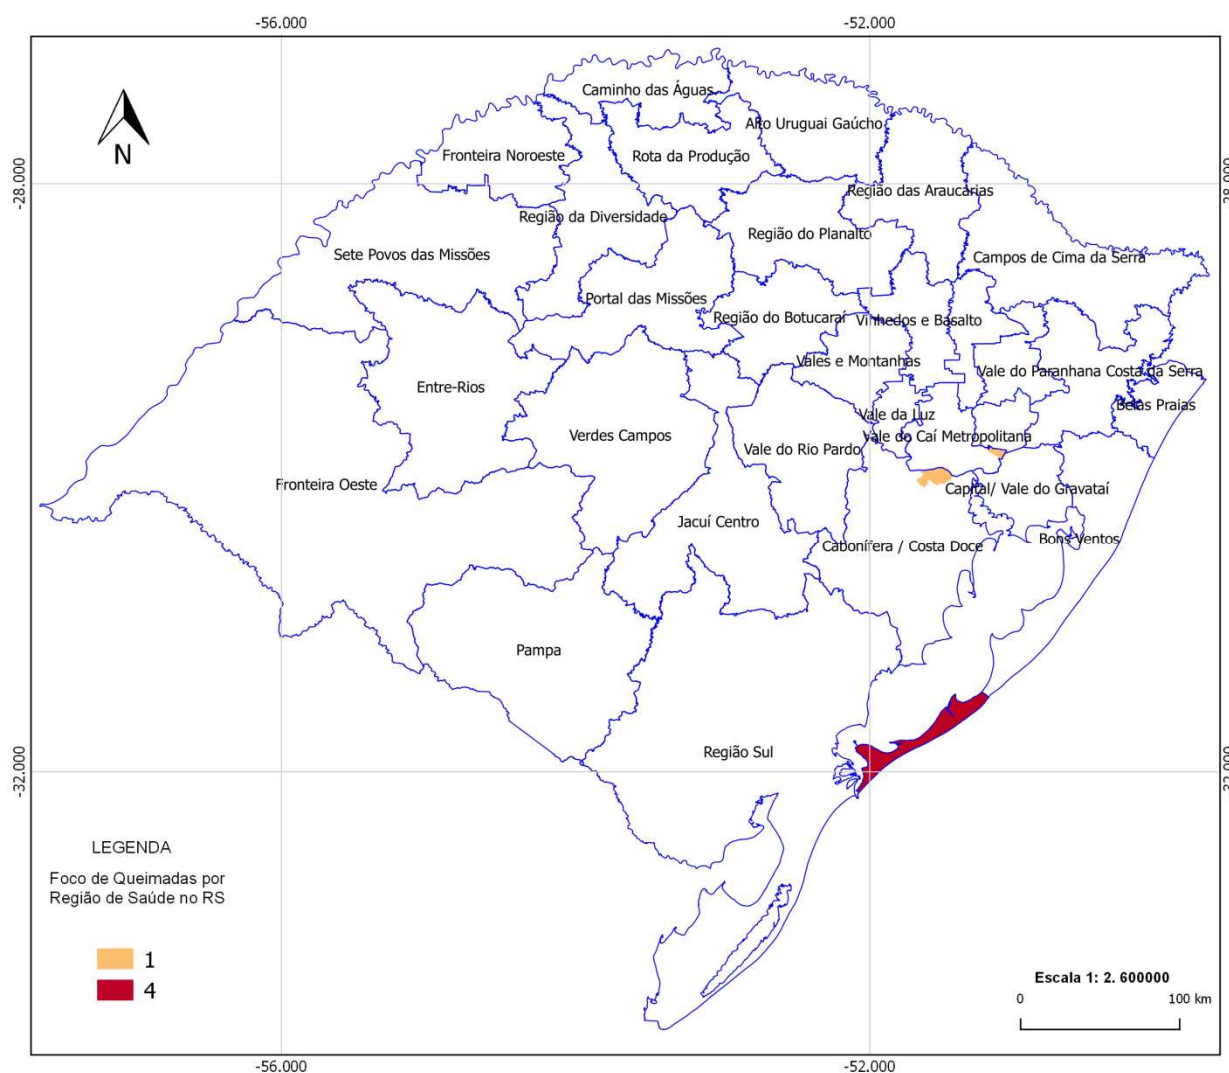 -56.000
-52.000
Caminho das Águas
Alto Uruguai Gaúcho
N
Fronteira Noroeste
Rota da Produção
-28.000
Região das Araucárias
Região da Diversidade
Região do Planalto
Sete Povos das Missões
Campos de Cima da Serra
Portal das Missões
Região do Botucaraí
Vinhedos e Basalto
Vales e Montanhas
Vale do Paranhana Costa da Serra
Entre-Rios
Belas Praias
Vale da Luz
Verdes Campos
Vale do Caí Metropolitana
Vale do Rio Pardo
Fronteira Oeste
Capital/ Vale do Gravataí
Jacuí Centro
Cabonífera / Costa Doce
Bons Ventos
Pampa
Região Sul
-32.000
LEGENDA
Foco de Queimadas por
Região de Saúde no RS
1
4
Escala 1: 2. 600000
0
100 km
-56.000
-52.000